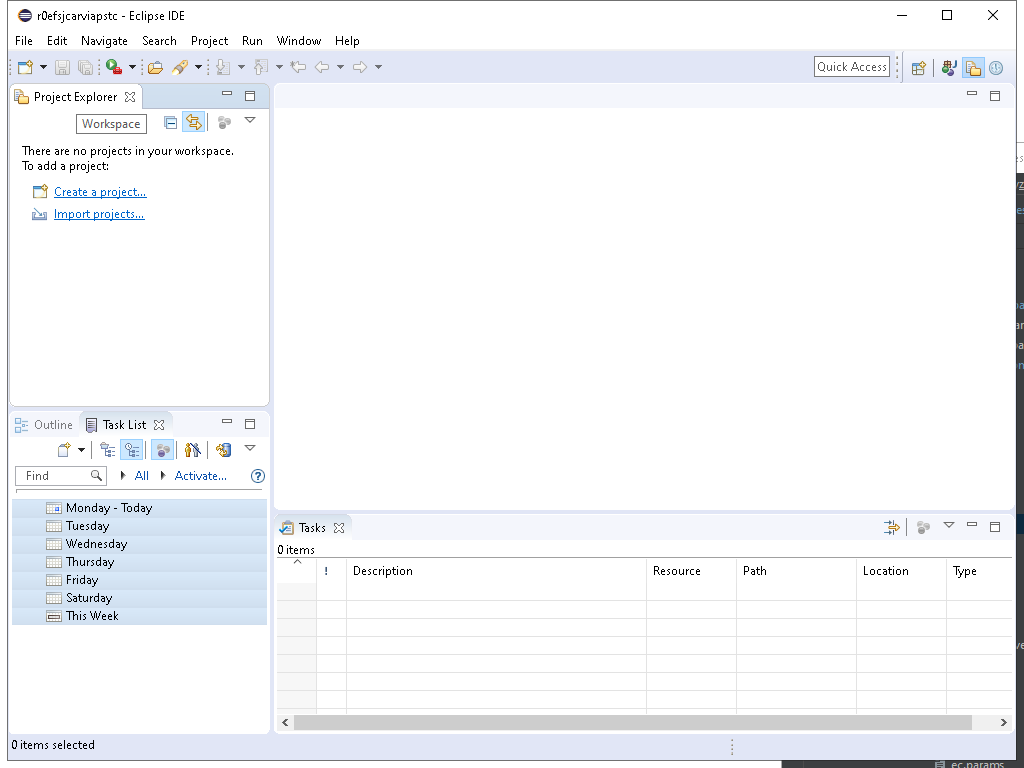 r0efsjcarviapstc - Eclipse IDE
File Edit Navigate Search Project Run Window Help
Quick Access
Project Explorer
Workspace
There are no projects in your workspace.
To add a project:
Create a project...
Import projects...
Outline Task List
Find All Activate...
Monday - Today
Tuesday
Wednesday
Thursday
Friday
Saturday
This Week
Tasks
0 items
! Description Resource Path Location Type
0 items selected
ec.params